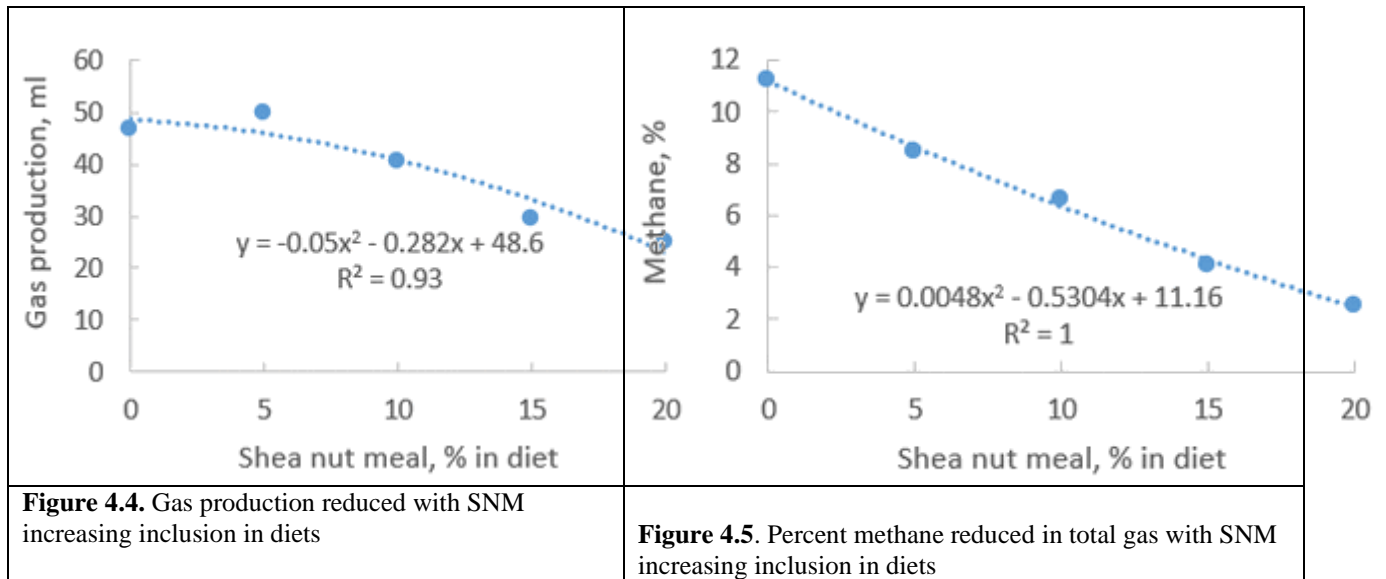 60
50
40
30
20
10
0
Gas production, ml
y = -0.05x² - 0.282x + 48.6
R² = 0.93
0 5 10 15 20
Shea nut meal, % in diet
Figure 4.4. Gas production reduced with SNM
increasing inclusion in diets
12
10
8
6
4
2
0
Methane, %
y = 0.0048x² - 0.5304x + 11.16
R² = 1
0 5 10 15 20
Shea nut meal, % in diet
Figure 4.5. Percent methane reduced in total gas with SNM
increasing inclusion in diets